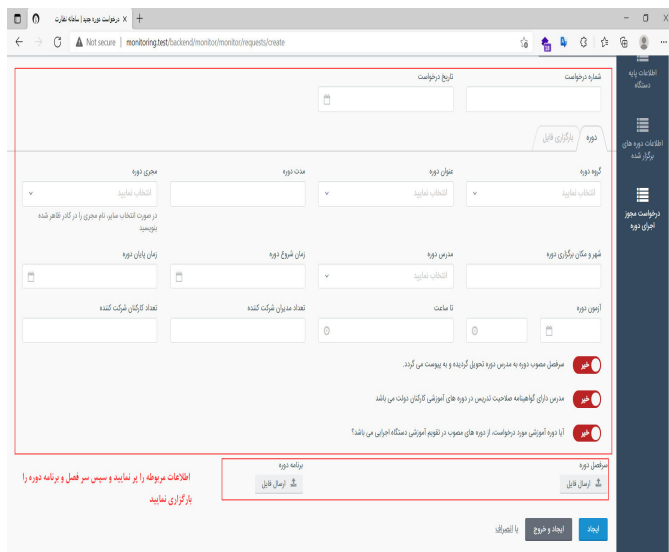 درخواست دوره جدید | سامانه نظارت
Not secure | monitoring.test/backend/monitor/monitor/requests/create
اطلاعات پایه
دستگاه
اطلاعات دوره های
برگزار شده
درخواست مجوز
اجرای دوره
شماره درخواست
تاریخ درخواست
دوره
بارگزاری فایل
گروه دوره
عنوان دوره
مدت دوره
مجری دوره
انتخاب نمایید
انتخاب نمایید
انتخاب نمایید
در صورت انتخاب سایر، نام مجری را در کادر ظاهر شده
بنویسید
شهر و مکان برگزاری دوره
مدرس دوره
زمان شروع دوره
زمان پایان دوره
انتخاب نمایید
آزمون دوره
تا ساعت
تعداد مدیران شرکت کننده
تعداد کارکنان شرکت کننده
خیر
سرفصل مصوب دوره به مدرس دوره تحویل گردیده و به پیوست می گردد.
خیر
مدرس دارای گواهینامه صلاحیت تدریس در دوره های آموزشی کارکنان دولت می باشد
خیر
آیا دوره آموزشی مورد درخواست، از دوره های مصوب در تقویم آموزشی دستگاه اجرایی می باشد؟
سرفصل دوره
برنامه دوره
ارسال فایل
ارسال فایل
اطلاعات مربوطه را پر نمایید و سپس سر فصل و برنامه دوره را
بارگزاری نمایید
ایجاد
ایجاد و خروج
یا انصراف